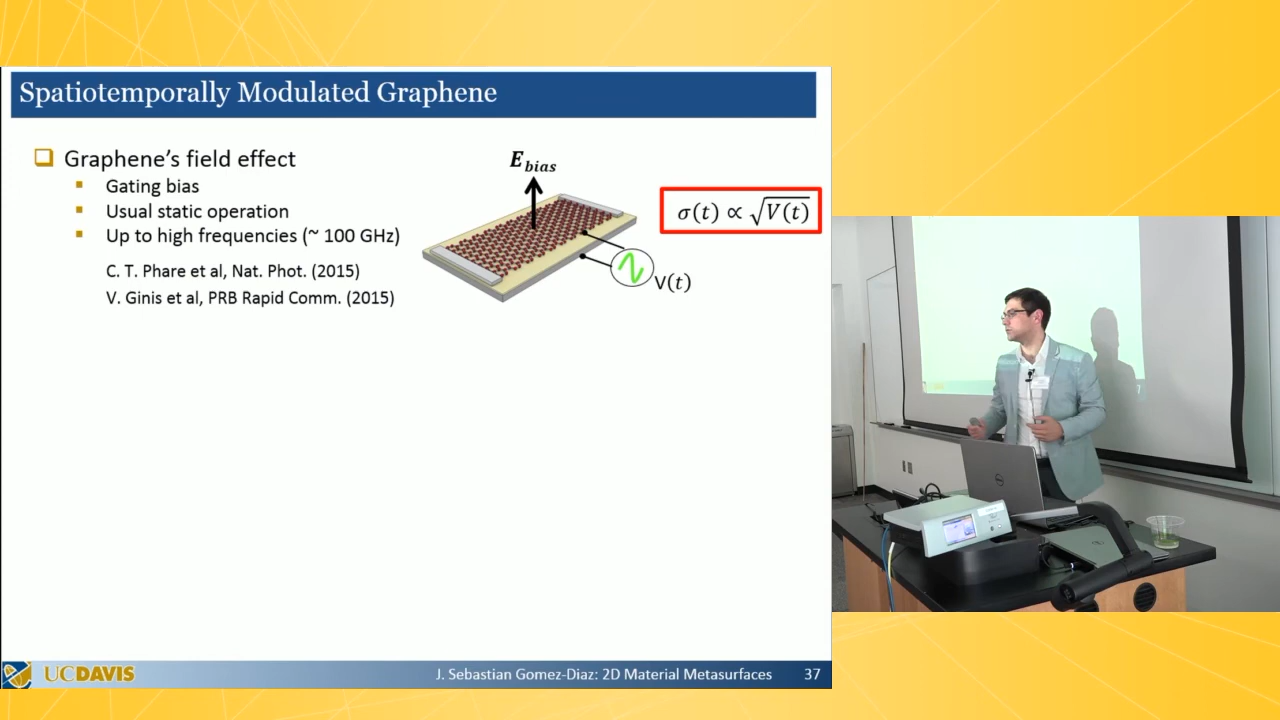 Spatiotemporally Modulated Graphene
Graphene's field effect
Gating bias
Usual static operation
Up to high frequencies (~ 100 GHz)
C. T. Phare et al, Nat. Phot. (2015)
V. Ginis et al, PRB Rapid Comm. (2015)
E_bias
V(t)
σ(t) ∝ √V(t)
UCDAVIS
J. Sebastian Gomez-Diaz: 2D Material Metasurfaces 37